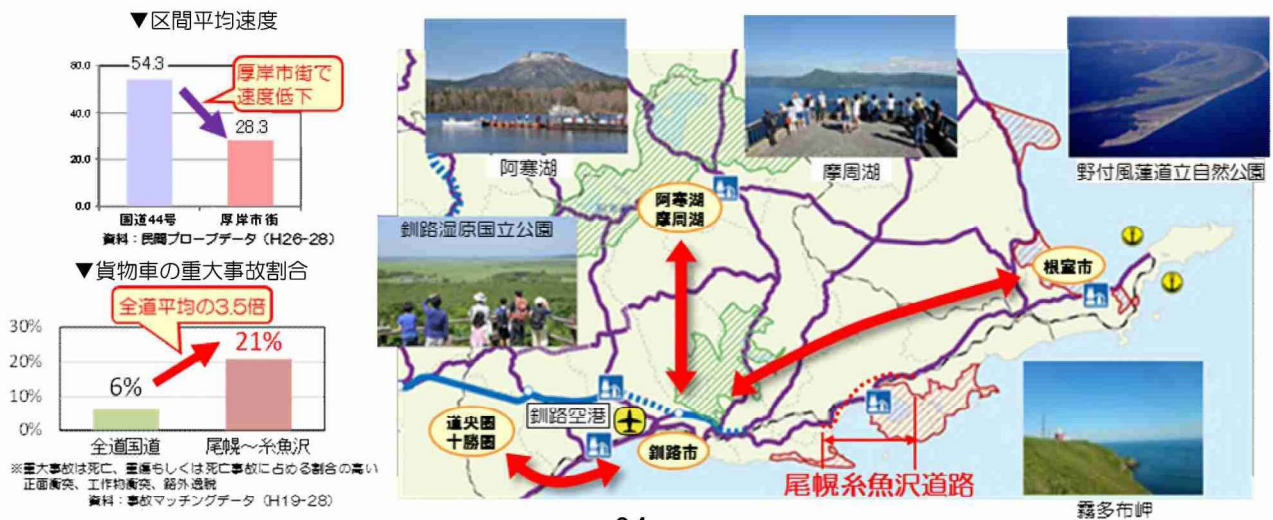 ▼区間平均速度
80.0
54.3
厚岸市街で
速度低下
40.0
28.3
20.0
0.0
国道44号
厚岸市街
資料：民間プローブデータ（H26-28）
▼貨物車の重大事故割合
全道平均の3.5倍
30%
21%
20%
6%
10%
0%
全道国道
尾幌～糸魚沢
※重大事故は死亡、重傷もしくは死亡事故に占める割合の高い
正面衝突、工作物衝突、路外逸脱
資料：事故マッチングデータ（H19-28）
阿寒湖
摩周湖
野付風蓮道立自然公園
釧路湿原国立公園
阿寒湖
摩周湖
根室市
釧路空港
道央圏
十勝圏
釧路市
尾幌糸魚沢道路
霧多布岬